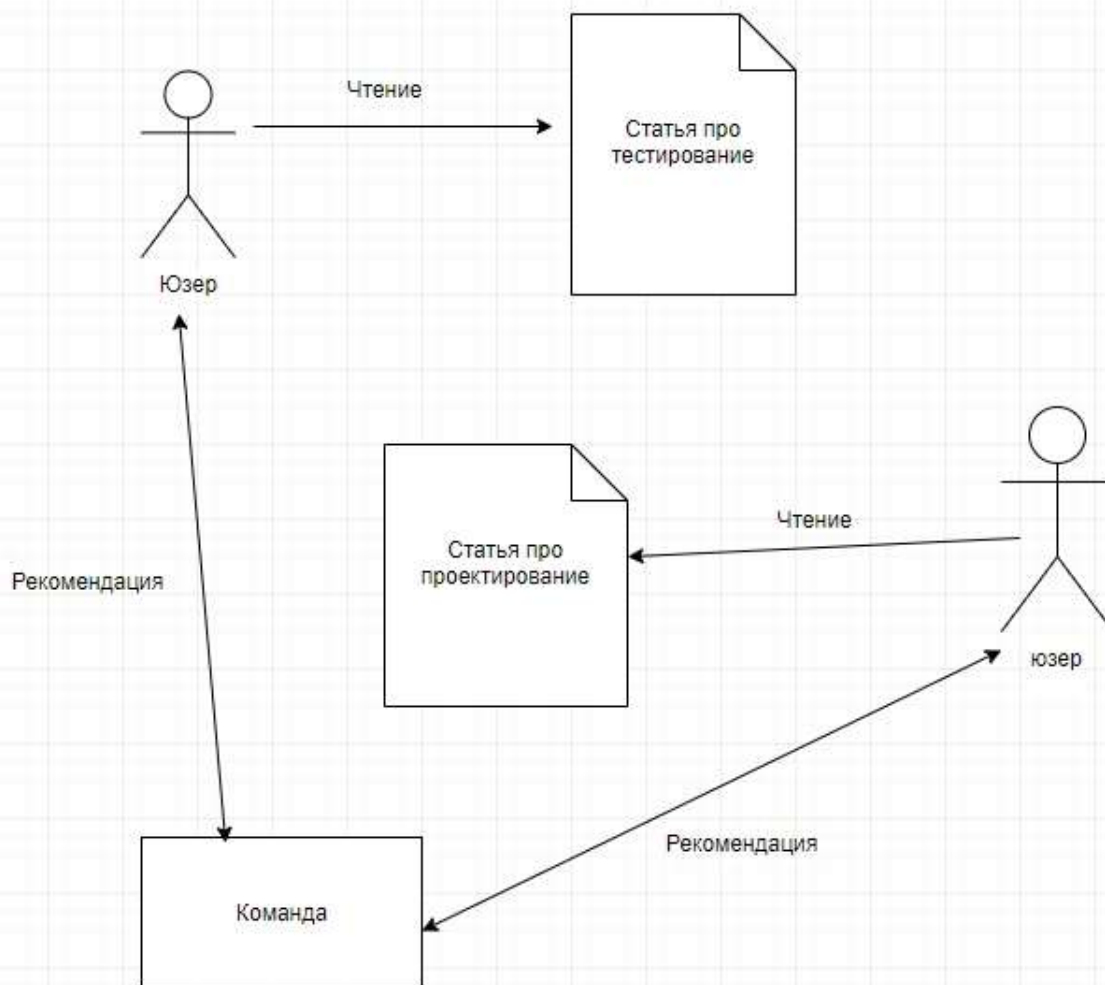 Чтение
Статья про
тестирование
Юзер
Чтение
Статья про
проектирование
Рекомендация
юзер
Рекомендация
Команда